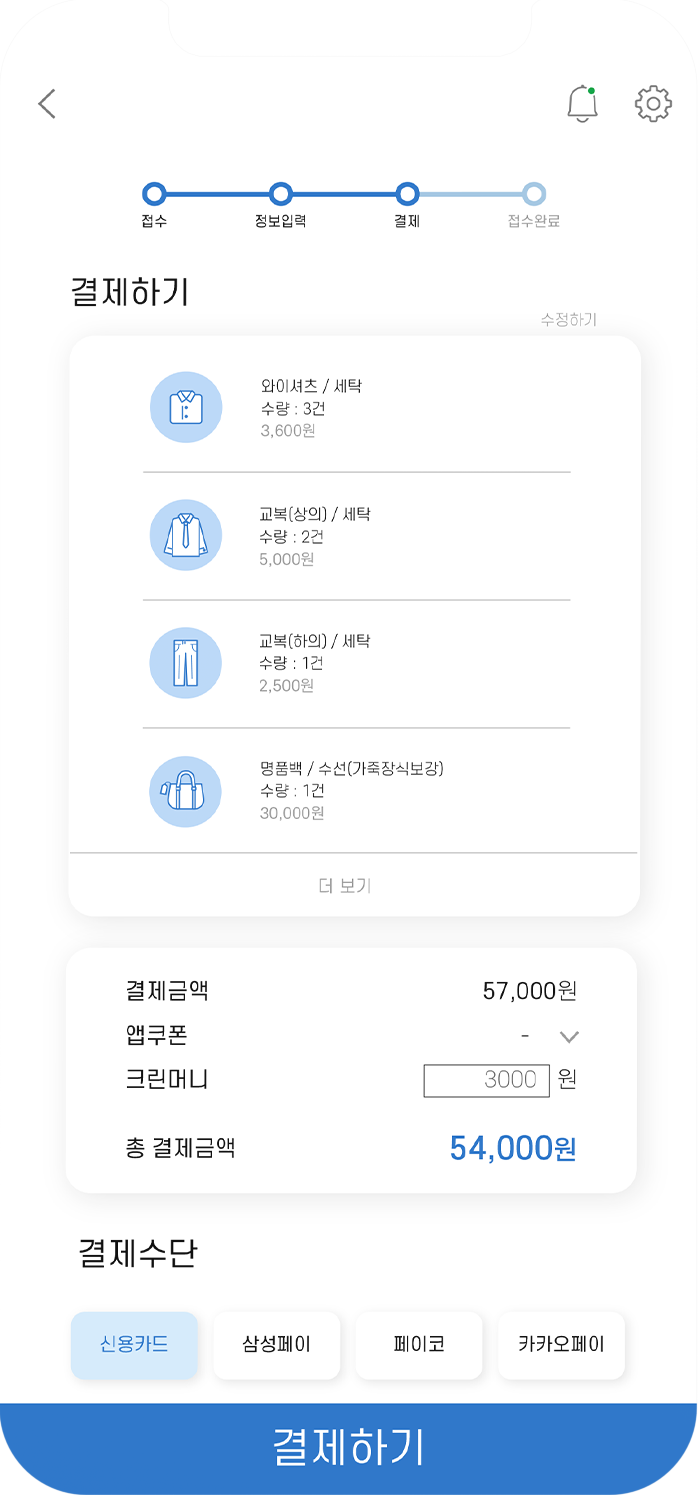 접수 정보입력 결제 접수완료
결제하기
수정하기
와이셔츠 / 세탁
수량 : 3건
3,600원
교복(상의) / 세탁
수량 : 2건
5,000원
교복(하의) / 세탁
수량 : 1건
2,500원
명품백 / 수선(가죽장식보강)
수량 : 1건
30,000원
더 보기
결제금액 57,000원
앱쿠폰 -
크린머니 3000 원
총 결제금액 54,000원
결제수단
신용카드 삼성페이 페이코 카카오페이
결제하기